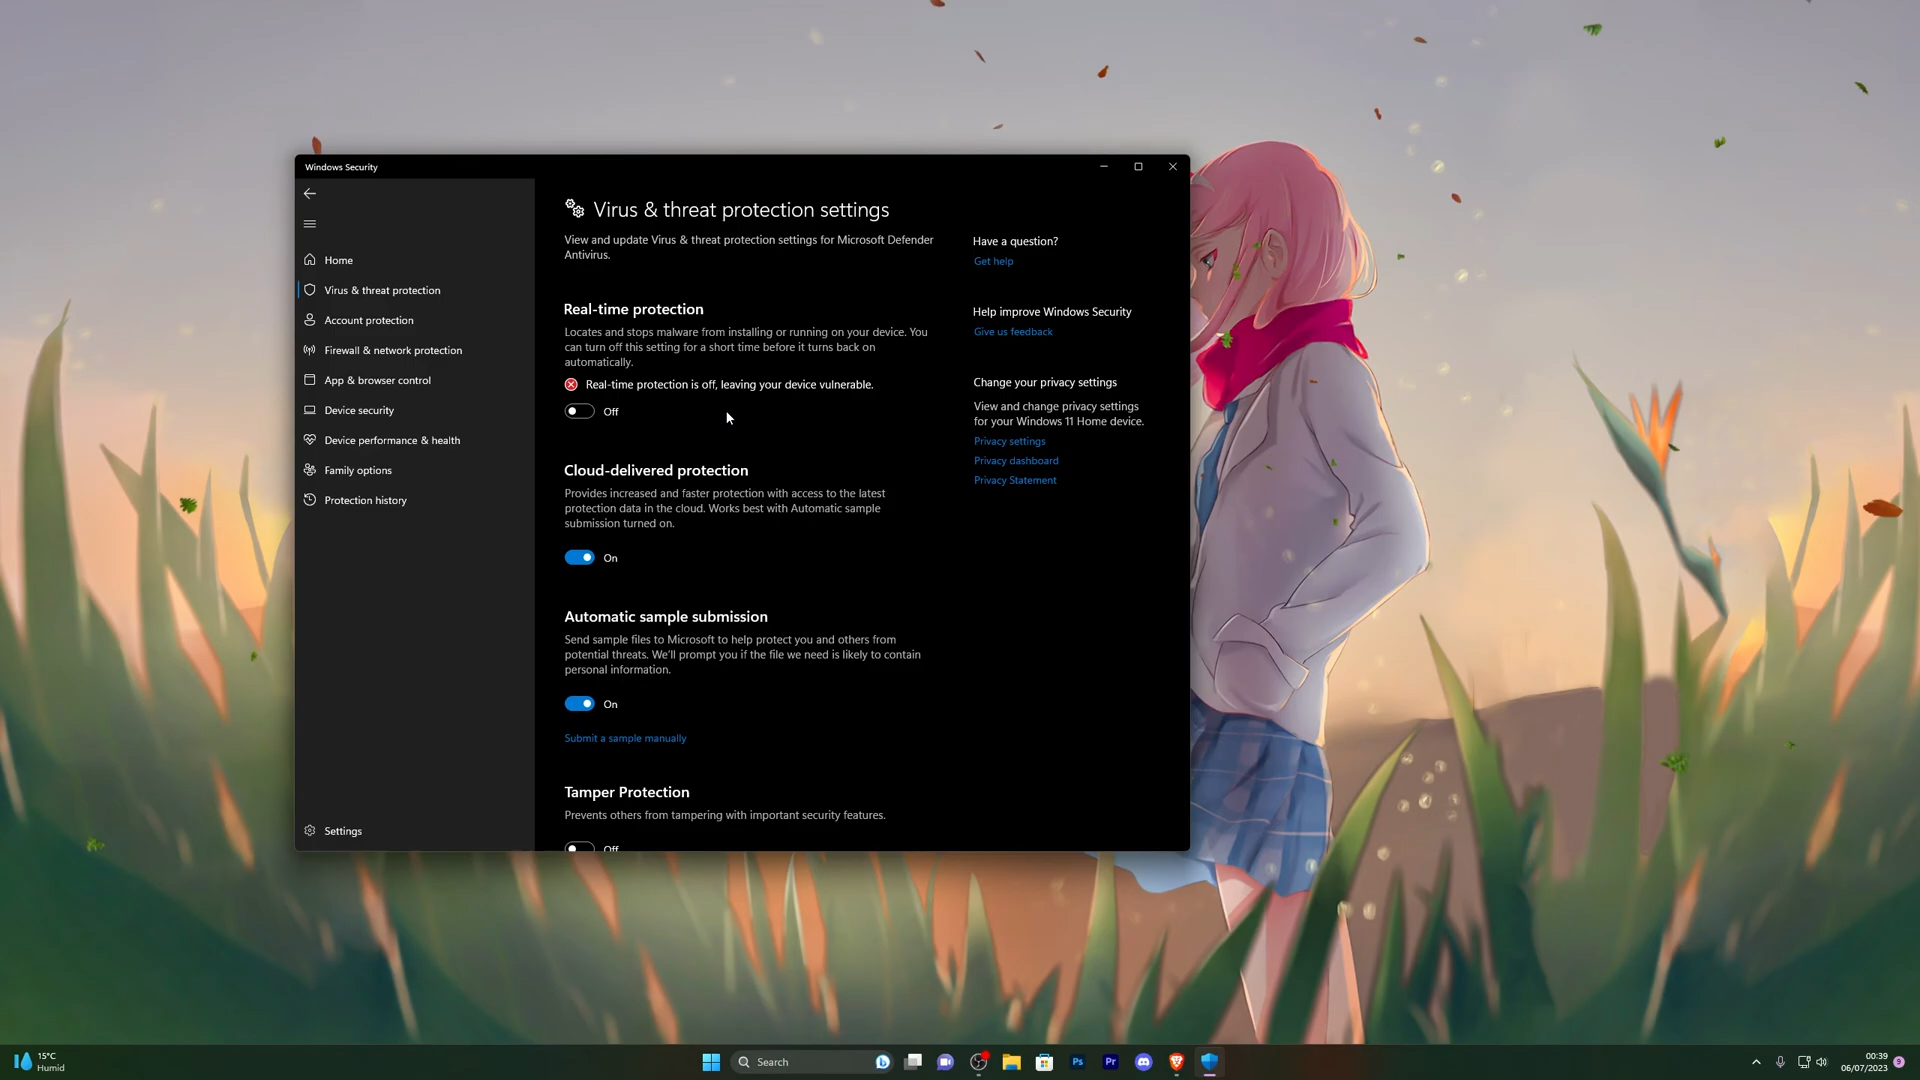 Windows Security
Home
Virus & threat protection
Account protection
Firewall & network protection
App & browser control
Device security
Device performance & health
Family options
Protection history
Settings
Virus & threat protection settings
View and update Virus & threat protection settings for Microsoft Defender
Antivirus.
Real-time protection
Locates and stops malware from installing or running on your device. You
can turn off this setting for a short time before it turns back on
automatically.
Real-time protection is off, leaving your device vulnerable.
Off
Cloud-delivered protection
Provides increased and faster protection with access to the latest
protection data in the cloud. Works best with Automatic sample
submission turned on.
On
Automatic sample submission
Send sample files to Microsoft to help protect you and others from
potential threats. We'll prompt you if the file we need is likely to contain
personal information.
On
Submit a sample manually
Tamper Protection
Prevents others from tampering with important security features.
Off
Have a question?
Get help
Help improve Windows Security
Give us feedback
Change your privacy settings
View and change privacy settings
for your Windows 11 Home device.
Privacy settings
Privacy dashboard
Privacy Statement
15°C
Humid
Search
Ps
Pr
00:39
06/07/2023
9